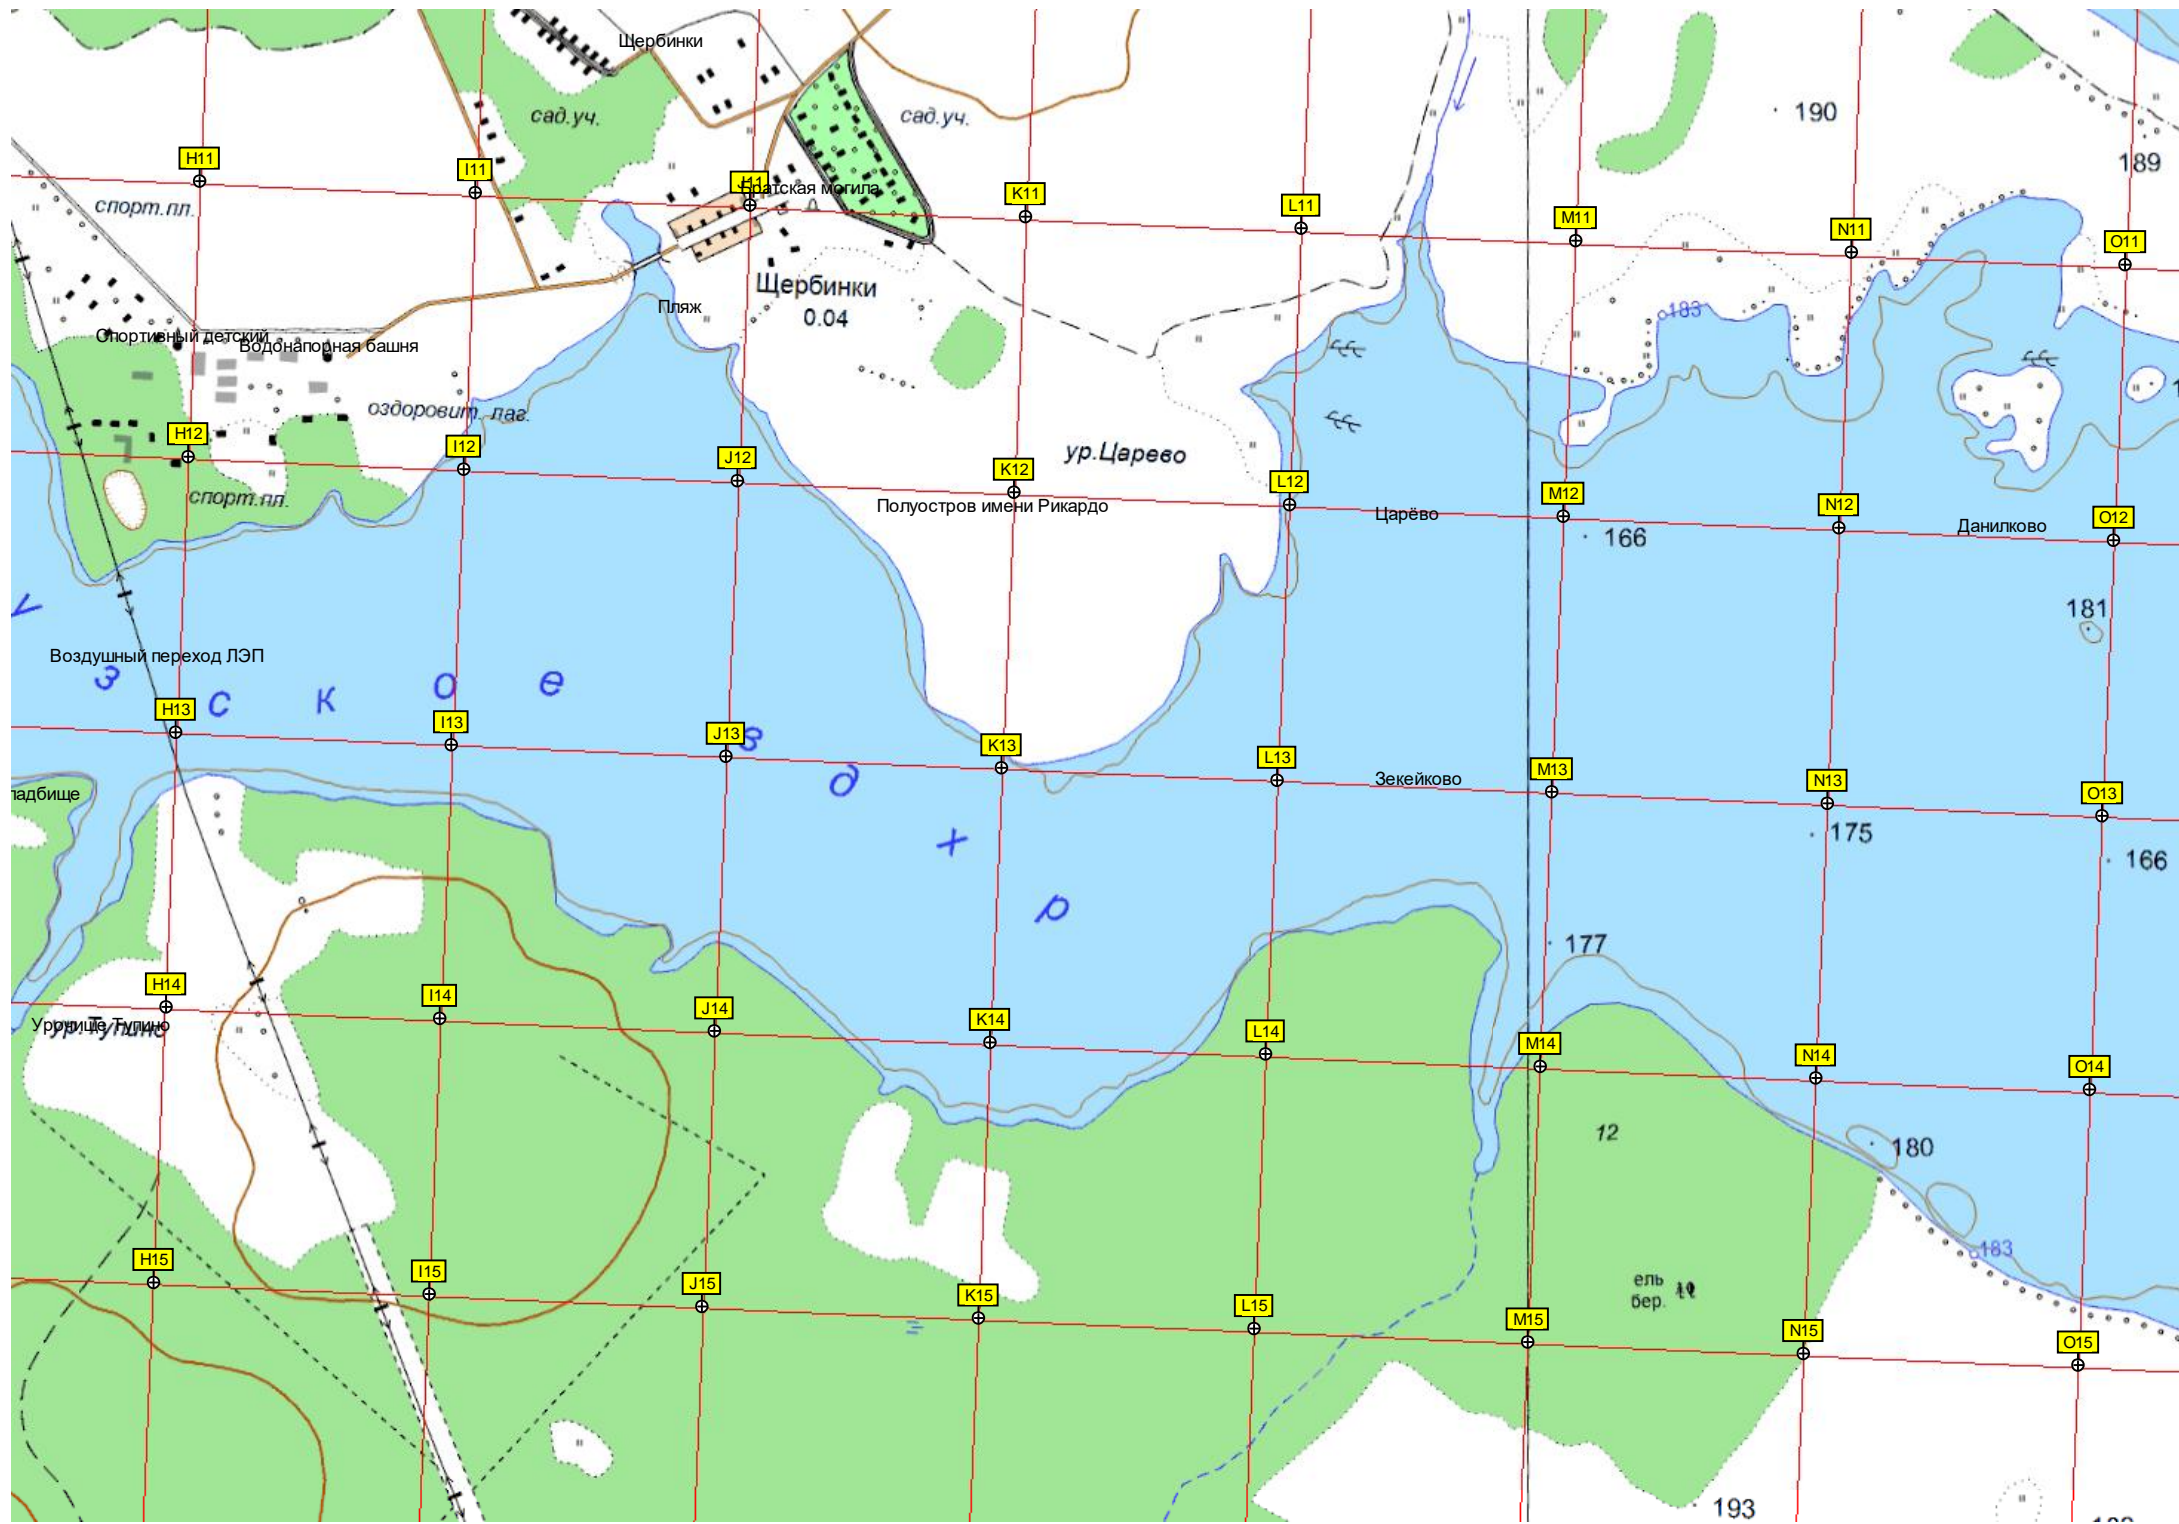 Щербинки
сад.уч.
сад.уч.
190
189
H11
I11
Братская могила
K11
L11
M11
N11
O11
спорт.пл.
Щербинки
0.04
Пляж
183
Спортивный детский
Водонапорная башня
оздоровит. лаг.
H12
I12
J12
K12
L12
M12
N12
O12
ур.Царево
спорт.пл.
Полуостров имени Рикардо
Царёво
Данилково
166
181
Воздушный переход ЛЭП
з с к о е
в д х р
H13
I13
J13
K13
L13
M13
N13
O13
Зекейково
175
166
177
H14
I14
J14
K14
L14
M14
N14
O14
Урочище Тупино
ур.Тупино
12
180
183
ель
бер.
H15
I15
J15
K15
L15
M15
N15
O15
193